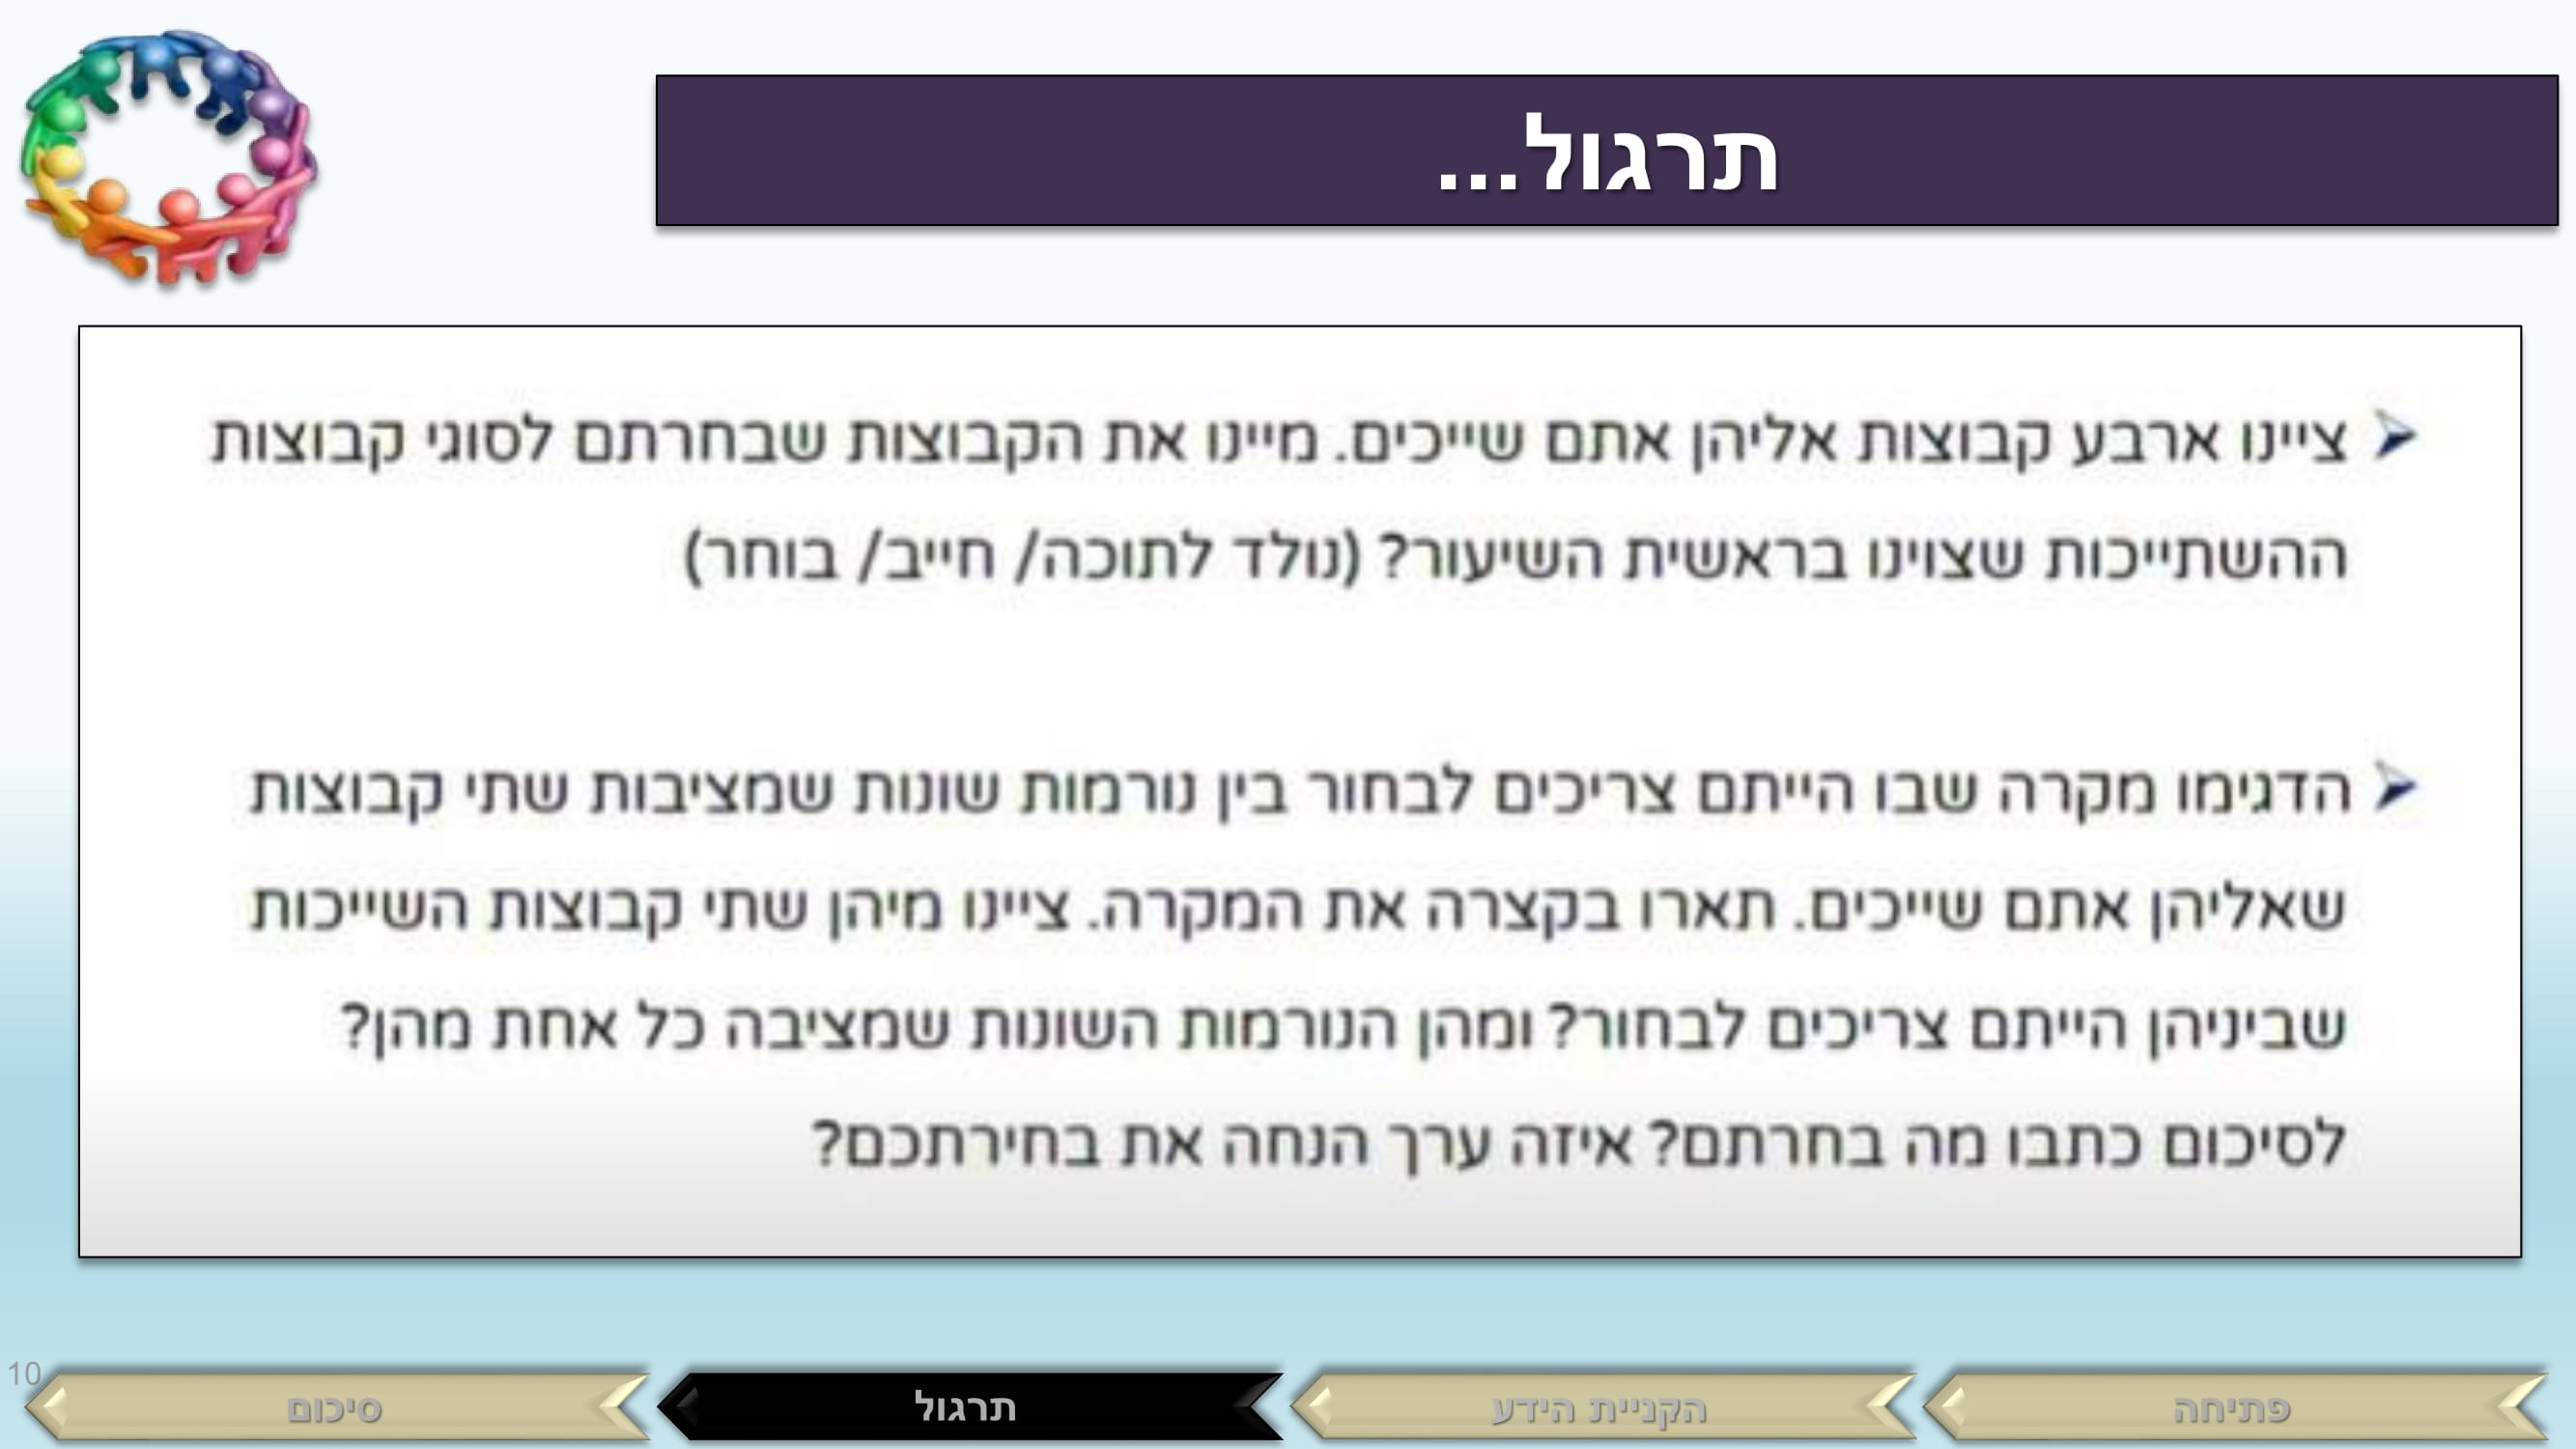 תרגול...
ציינו ארבע קבוצות אליהן אתם שייכים. מיינו את הקבוצות שבחרתם לסוגי קבוצות
ההשתייכות שצוינו בראשית השיעור? (נולד לתוכה/ חייב/ בוחר)
הדגימו מקרה שבו הייתם צריכים לבחור בין נורמות שונות שמציבות שתי קבוצות
שאליהן אתם שייכים. תארו בקצרה את המקרה. ציינו מיהן שתי קבוצות השייכות
שביניהן הייתם צריכים לבחור? ומהן הנורמות השונות שמציבה כל אחת מהן?
לסיכום כתבו מה בחרתם? איזה ערך הנחה את בחירתכם?
פתיחה
הקניית הידע
תרגול
סיכום
10